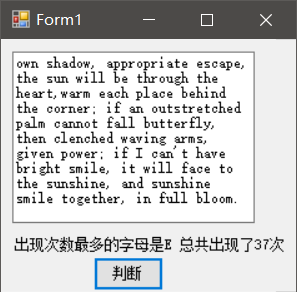 Form1
own shadow, appropriate escape,
the sun will be through the
heart,warm each place behind
the corner; if an outstretched
palm cannot fall butterfly,
then clenched waving arms,
given power; if I can't have
bright smile, it will face to
the sunshine, and sunshine
smile together, in full bloom.
出现次数最多的字母是E 总共出现了37次
判断